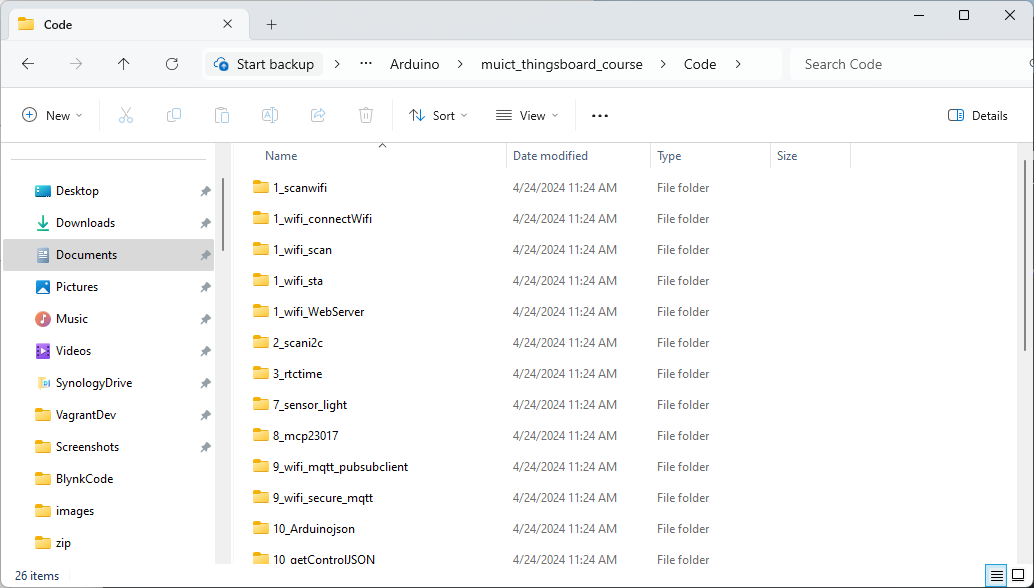 Code
Start backup > ... Arduino > muict_thingsboard_course > Code >
Search Code
New
Sort
View
Details
Name Date modified Type Size
Desktop
Downloads
Documents
Pictures
Music
Videos
SynologyDrive
VagrantDev
Screenshots
BlynkCode
images
zip
1_scanwifi 4/24/2024 11:24 AM File folder
1_wifi_connectWifi 4/24/2024 11:24 AM File folder
1_wifi_scan 4/24/2024 11:24 AM File folder
1_wifi_sta 4/24/2024 11:24 AM File folder
1_wifi_WebServer 4/24/2024 11:24 AM File folder
2_scani2c 4/24/2024 11:24 AM File folder
3_rtctime 4/24/2024 11:24 AM File folder
7_sensor_light 4/24/2024 11:24 AM File folder
8_mcp23017 4/24/2024 11:24 AM File folder
9_wifi_mqtt_pubsubclient 4/24/2024 11:24 AM File folder
9_wifi_secure_mqtt 4/24/2024 11:24 AM File folder
10_Arduinojson 4/24/2024 11:24 AM File folder
10_getControlJSON 4/24/2024 11:24 AM File folder
26 items